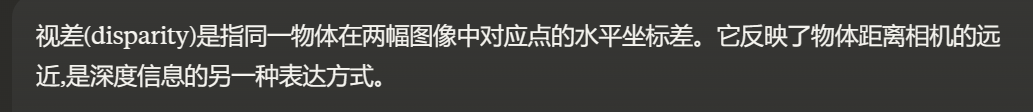 视差(disparity)是指同一物体在两幅图像中对应点的水平坐标差。它反映了物体距离相机的远
近,是深度信息的另一种表达方式。